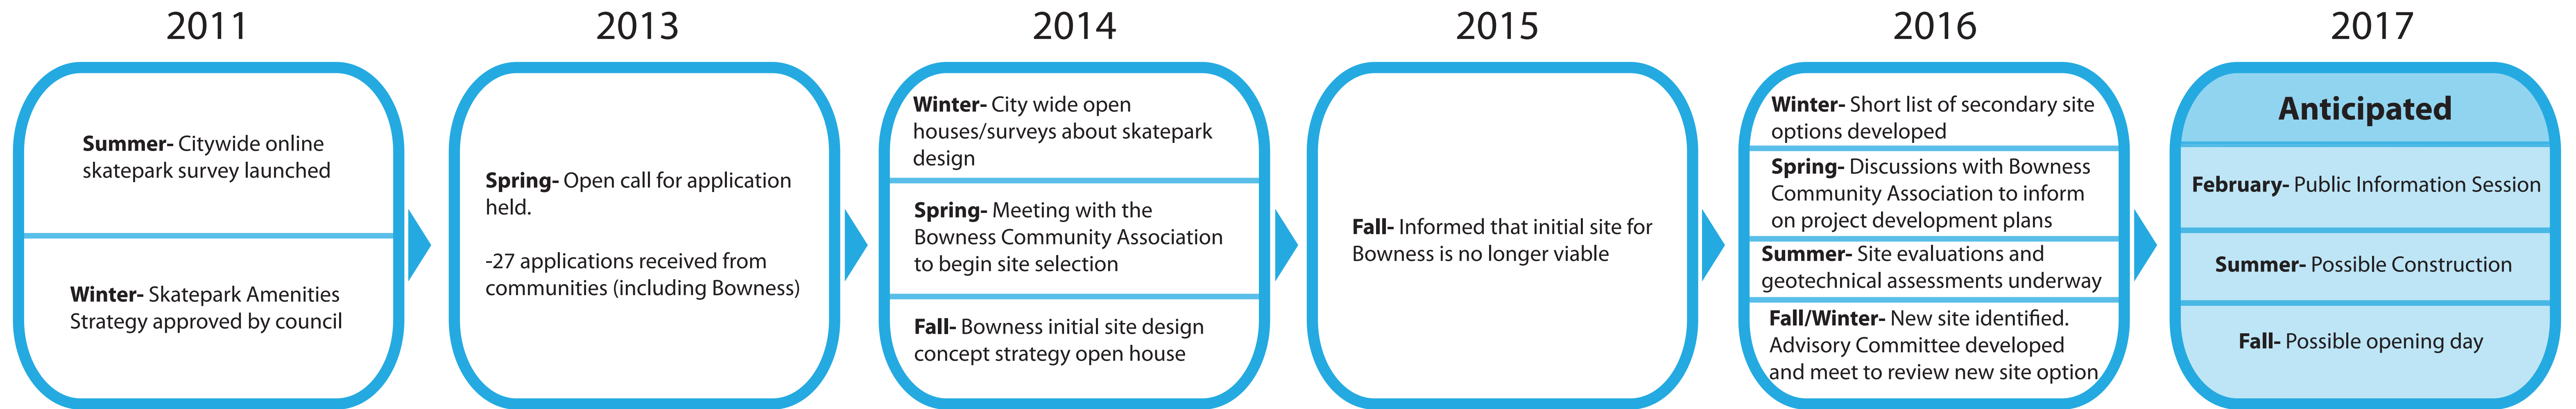 2011
Summer- Citywide online
skatepark survey launched
Winter- Skatepark Amenities
Strategy approved by council
2013
Spring- Open call for application
held.
-27 applications received from
communities (including Bowness)
2014
Winter- City wide open
houses/surveys about skatepark
design
Spring- Meeting with the
Bowness Community Association
to begin site selection
Fall- Bowness initial site design
concept strategy open house
2015
Fall- Informed that initial site for
Bowness is no longer viable
2016
Winter- Short list of secondary site
options developed
Spring- Discussions with Bowness
Community Association to inform
on project development plans
Summer- Site evaluations and
geotechnical assessments underway
Fall/Winter- New site identified.
Advisory Committee developed
and meet to review new site option
2017
Anticipated
February- Public Information Session
Summer- Possible Construction
Fall- Possible opening day